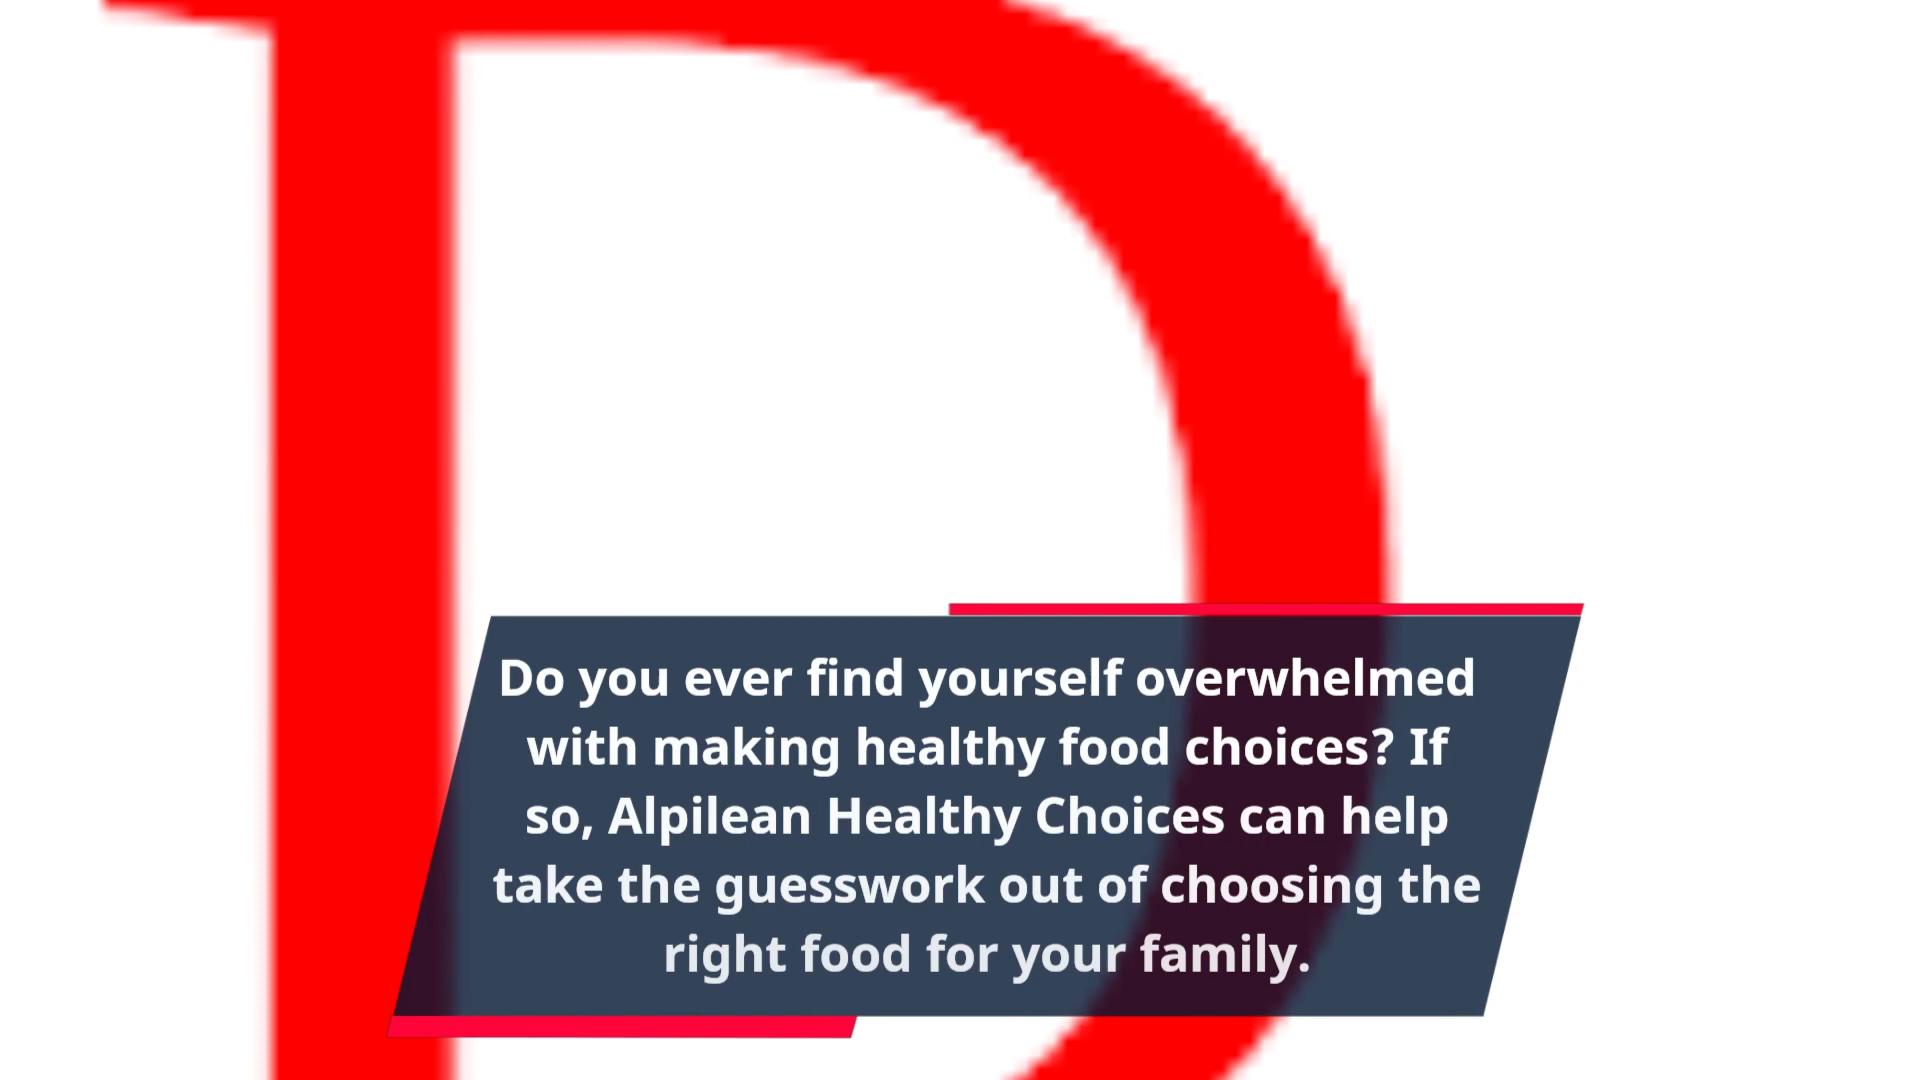 Do you ever find yourself overwhelmed
with making healthy food choices? If
so, Alpilean Healthy Choices can help
take the guesswork out of choosing the
right food for your family.